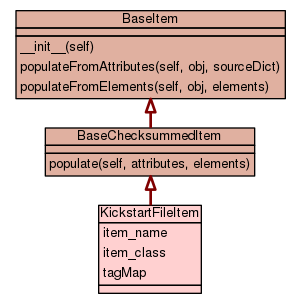 BaseItem
__init__(self)
populateFromAttributes(self, obj, sourceDict)
populateFromElements(self, obj, elements)
BaseChecksummedItem
populate(self, attributes, elements)
KickstartFileItem
item_name
item_class
tagMap